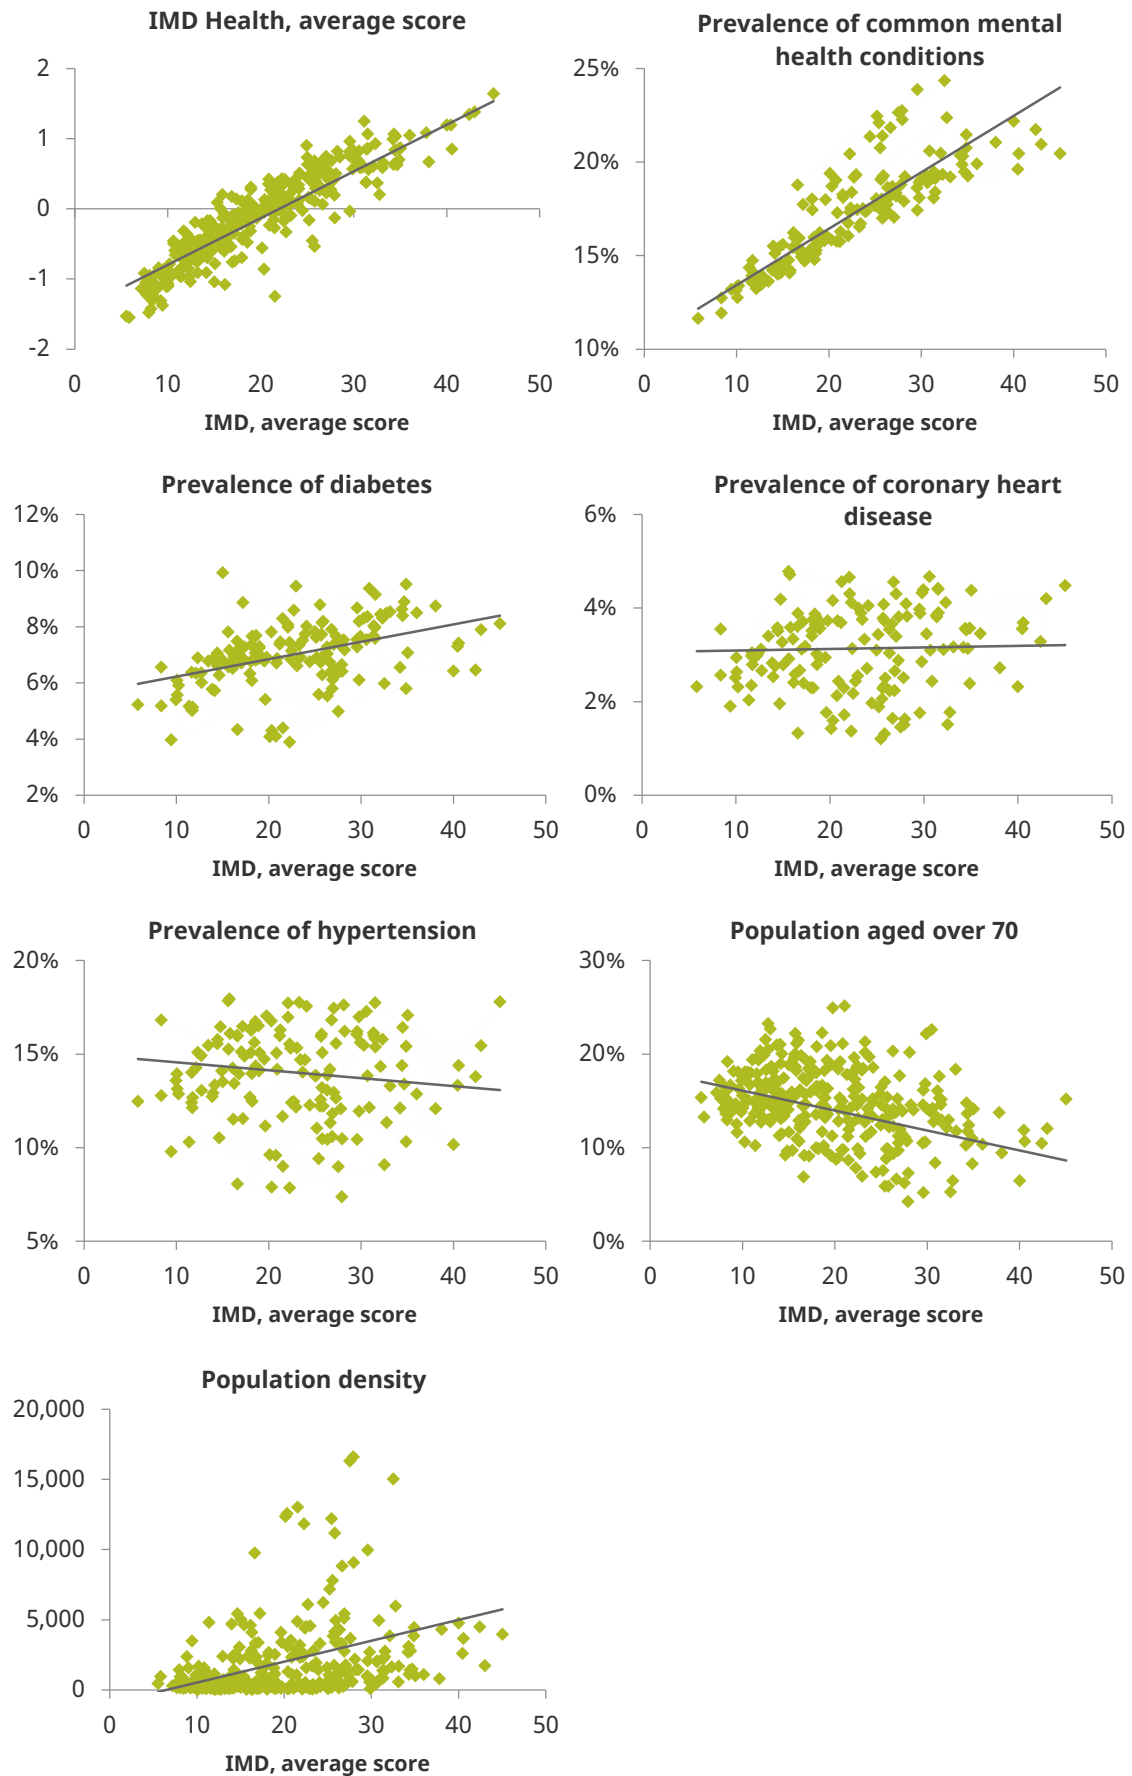 IMD Health, average score
2
1
0
-1
-2
0 10 20 30 40 50
IMD, average score
Prevalence of common mental
health conditions
25%
20%
15%
10%
0 10 20 30 40 50
IMD, average score
Prevalence of diabetes
12%
10%
8%
6%
4%
2%
0 10 20 30 40 50
IMD, average score
Prevalence of coronary heart
disease
6%
4%
2%
0%
0 10 20 30 40 50
IMD, average score
Prevalence of hypertension
20%
15%
10%
5%
0 10 20 30 40 50
IMD, average score
Population aged over 70
30%
20%
10%
0%
0 10 20 30 40 50
IMD, average score
Population density
20,000
15,000
10,000
5,000
0
0 10 20 30 40 50
IMD, average score